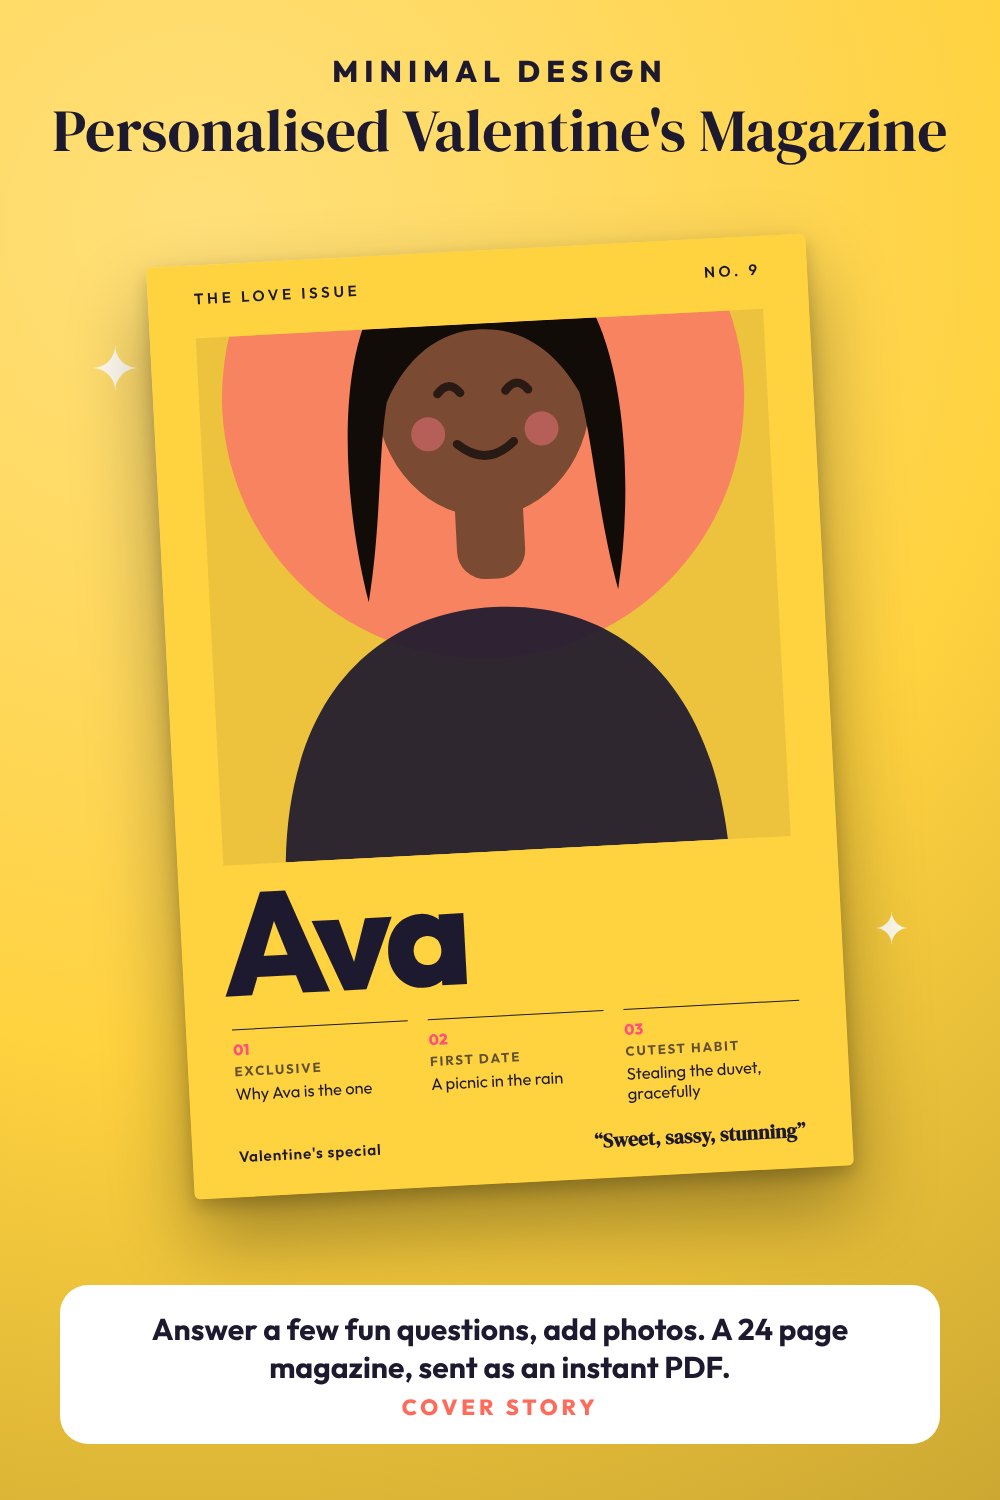 MINIMAL DESIGN
Personalised Valentine's Magazine
THE LOVE ISSUE
NO. 9
Ava
01
EXCLUSIVE
Why Ava is the one
02
FIRST DATE
A picnic in the rain
03
CUTEST HABIT
Stealing the duvet,
gracefully
Valentine's special
“Sweet, sassy, stunning”
Answer a few fun questions, add photos. A 24 page
magazine, sent as an instant PDF.
COVER STORY